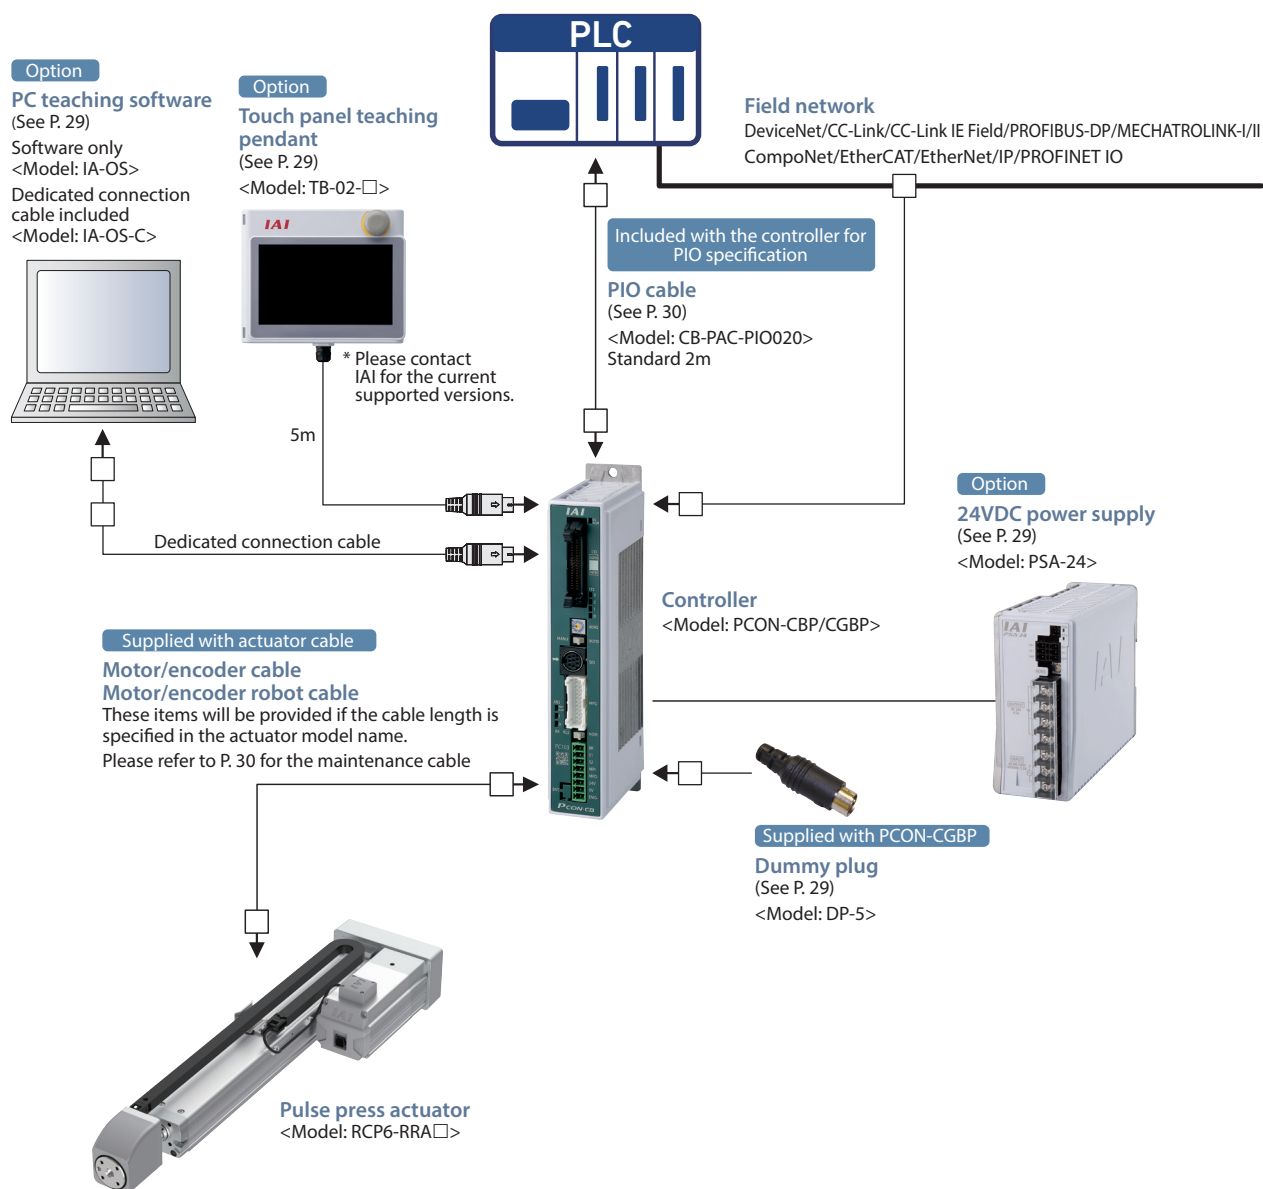 PLC
Option
PC teaching software
(See P. 29)
Software only
<Model: IA-OS>
Dedicated connection
cable included
<Model: IA-OS-C>
Option
Touch panel teaching
pendant
(See P. 29)
<Model: TB-02-□>
IAI
* Please contact
IAI for the current
supported versions.
5m
Dedicated connection cable
Field network
DeviceNet/CC-Link/CC-Link IE Field/PROFIBUS-DP/MECHATROLINK-I/II
CompoNet/EtherCAT/EtherNet/IP/PROFINET IO
Included with the controller for
PIO specification
PIO cable
(See P. 30)
<Model: CB-PAC-PIO020>
Standard 2m
Option
24VDC power supply
(See P. 29)
<Model: PSA-24>
IAI
PSA-24
IAI
Controller
<Model: PCON-CBP/CGBP>
IAI
PCON-CB
Supplied with actuator cable
Motor/encoder cable
Motor/encoder robot cable
These items will be provided if the cable length is
specified in the actuator model name.
Please refer to P. 30 for the maintenance cable
Supplied with PCON-CGBP
Dummy plug
(See P. 29)
<Model: DP-5>
IAI
Pulse press actuator
<Model: RCP6-RRA□>